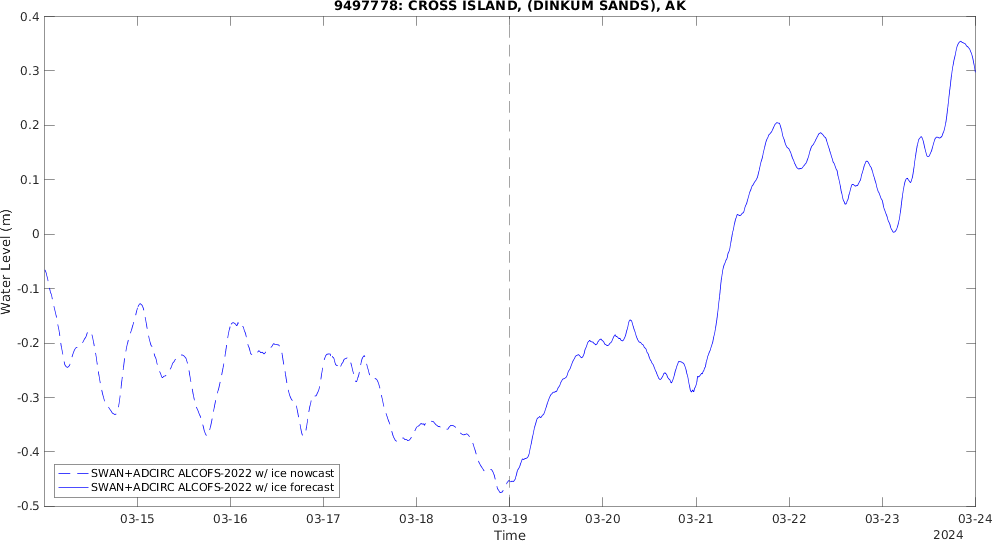 9497778: CROSS ISLAND, (DINKUM SANDS), AK
0.4
0.3
0.2
0.1
0
-0.1
-0.2
-0.3
-0.4
-0.5
Water Level (m)
SWAN+ADCIRC ALCOFS-2022 w/ ice nowcast
SWAN+ADCIRC ALCOFS-2022 w/ ice forecast
03-15 03-16 03-17 03-18 03-19 03-20 03-21 03-22 03-23 03-24
Time
2024